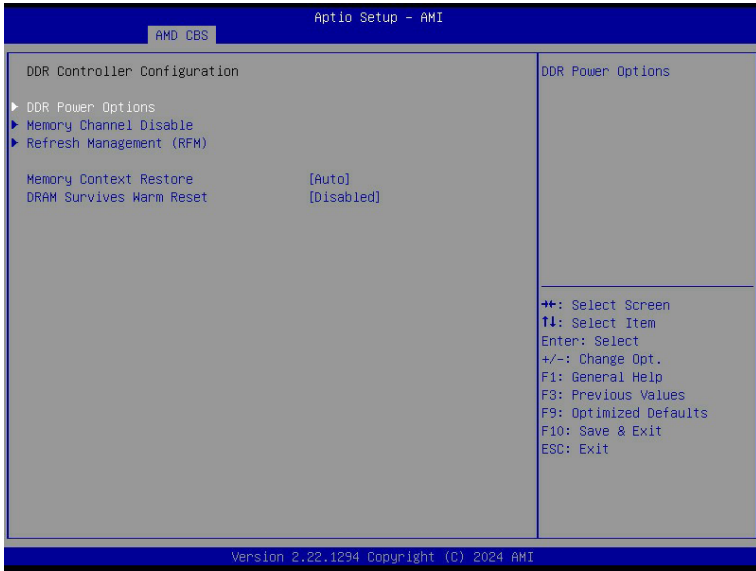 Aptio Setup – AMI
AMD CBS
DDR Controller Configuration
DDR Power Options
Memory Channel Disable
Refresh Management (RFM)
Memory Context Restore [Auto]
DRAM Survives Warm Reset [Disabled]
DDR Power Options
→←: Select Screen
↑↓: Select Item
Enter: Select
+/-: Change Opt.
F1: General Help
F3: Previous Values
F9: Optimized Defaults
F10: Save & Exit
ESC: Exit
Version 2.22.1294 Copyright (C) 2024 AMI